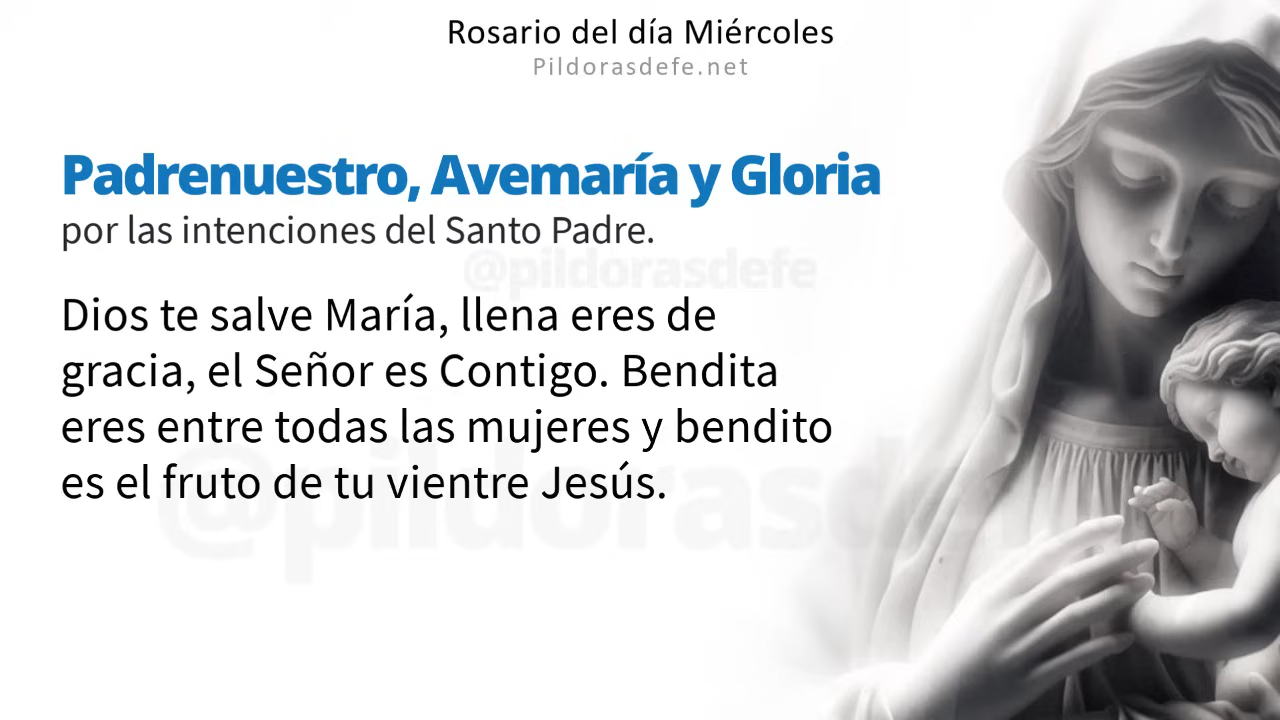 Rosario del día Miércoles
Pildorasdefe.net
Padrenuestro, Avemaría y Gloria
por las intenciones del Santo Padre.
@pildorasdefe
Dios te salve María, llena eres de
gracia, el Señor es Contigo. Bendita
eres entre todas las mujeres y bendito
es el fruto de tu vientre Jesús.
@pildorasdefe